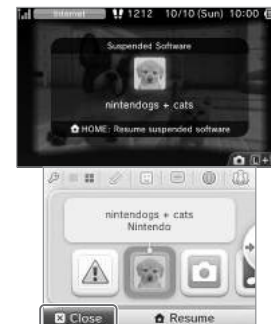 Internet 1212 10/10 (Sun) 10:00
Suspended Software
nintendogs + cats
HOME: Resume suspended software
L +
nintendogs + cats
Nintendo
Close
Resume